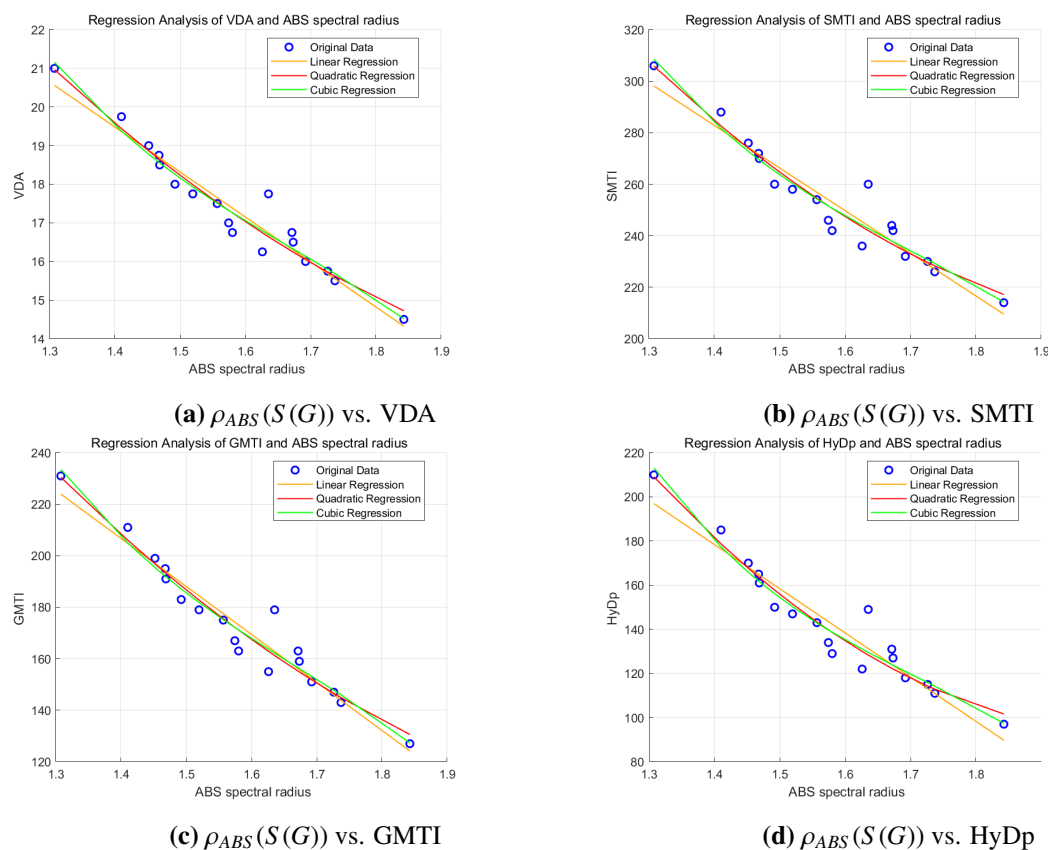 Regression Analysis of VDA and ABS spectral radius
22
21
20
19
18
17
16
15
14
VDA
Original Data
Linear Regression
Quadratic Regression
Cubic Regression
1.3 1.4 1.5 1.6 1.7 1.8 1.9
ABS spectral radius
(a) ρ_ABS(S(G)) vs. VDA
Regression Analysis of SMTI and ABS spectral radius
320
300
280
260
240
220
200
SMTI
Original Data
Linear Regression
Quadratic Regression
Cubic Regression
1.3 1.4 1.5 1.6 1.7 1.8 1.9
ABS spectral radius
(b) ρ_ABS(S(G)) vs. SMTI
Regression Analysis of GMTI and ABS spectral radius
240
220
200
180
160
140
120
GMTI
Original Data
Linear Regression
Quadratic Regression
Cubic Regression
1.3 1.4 1.5 1.6 1.7 1.8 1.9
ABS spectral radius
(c) ρ_ABS(S(G)) vs. GMTI
Regression Analysis of HyDp and ABS spectral radius
220
200
180
160
140
120
100
80
HyDp
Original Data
Linear Regression
Quadratic Regression
Cubic Regression
1.3 1.4 1.5 1.6 1.7 1.8
ABS spectral radius
(d) ρ_ABS(S(G)) vs. HyDp